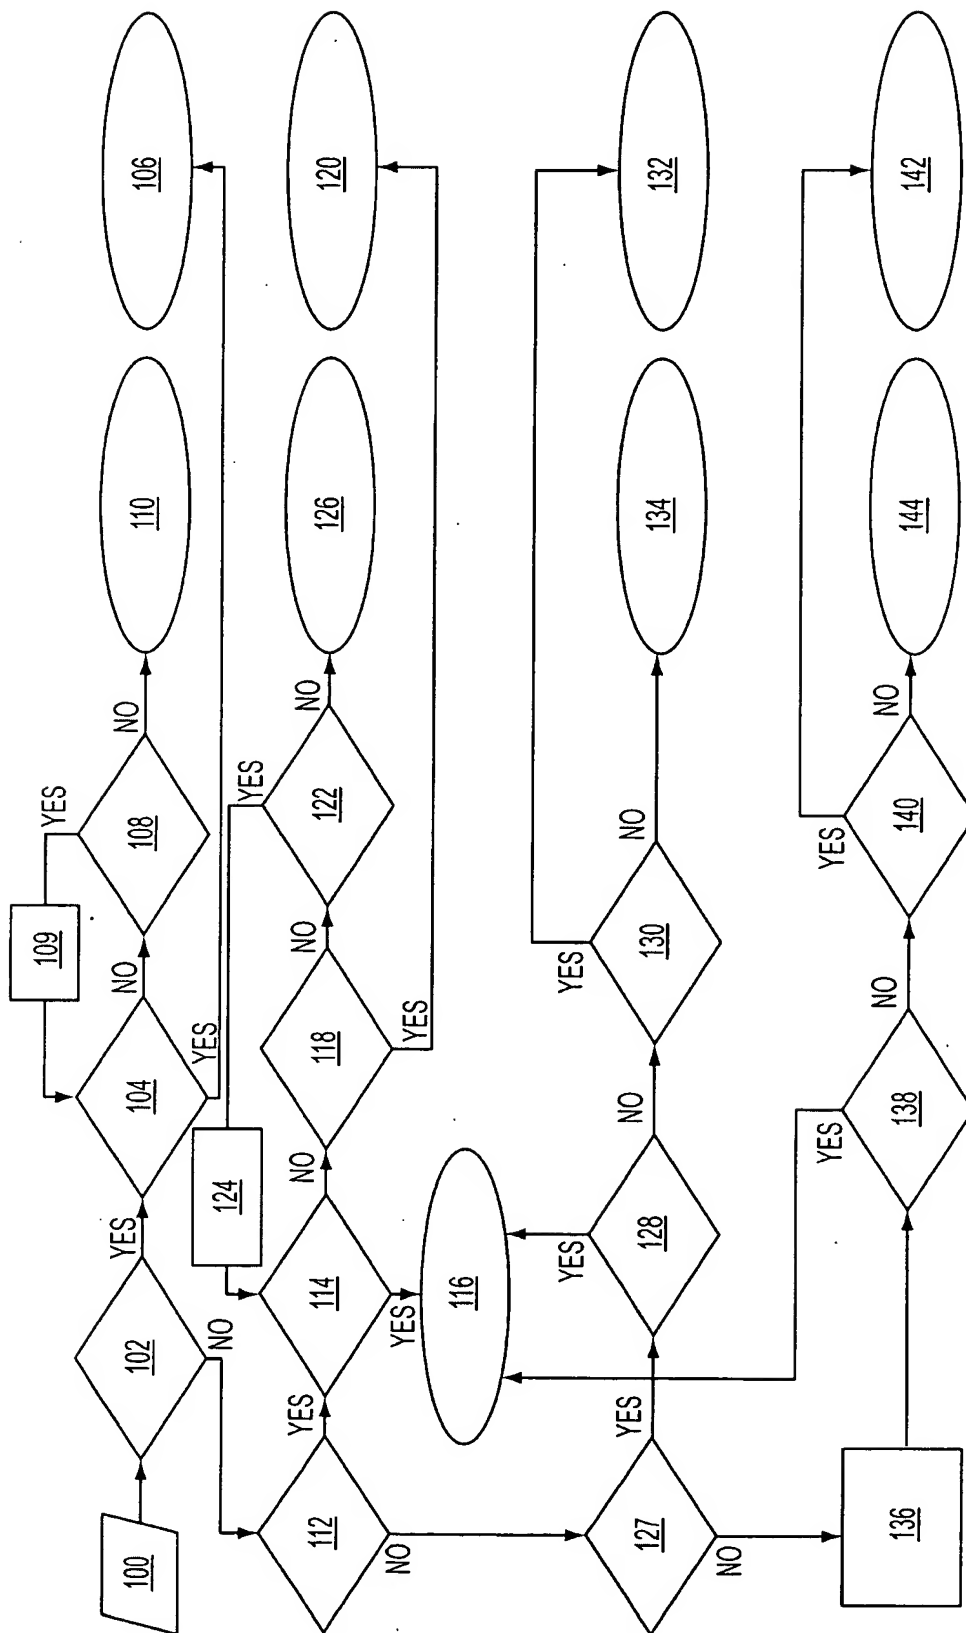 100
102
YES
NO
104
NO
YES
109
108
YES
NO
110
106
112
YES
NO
124
114
NO
YES
118
NO
YES
122
YES
NO
126
120
116
127
YES
NO
128
YES
NO
130
YES
NO
134
132
136
138
YES
NO
140
YES
NO
144
142